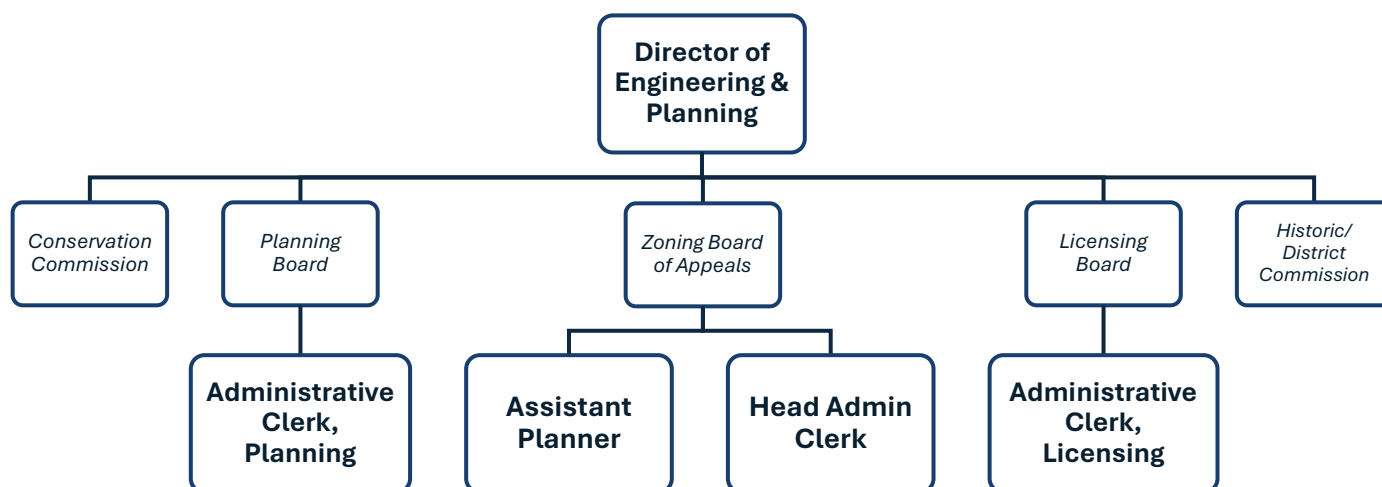 Director of
Engineering &
Planning
Conservation
Commission
Planning
Board
Zoning Board
of Appeals
Licensing
Board
Historic/
District
Commission
Administrative
Clerk,
Planning
Assistant
Planner
Head Admin
Clerk
Administrative
Clerk,
Licensing